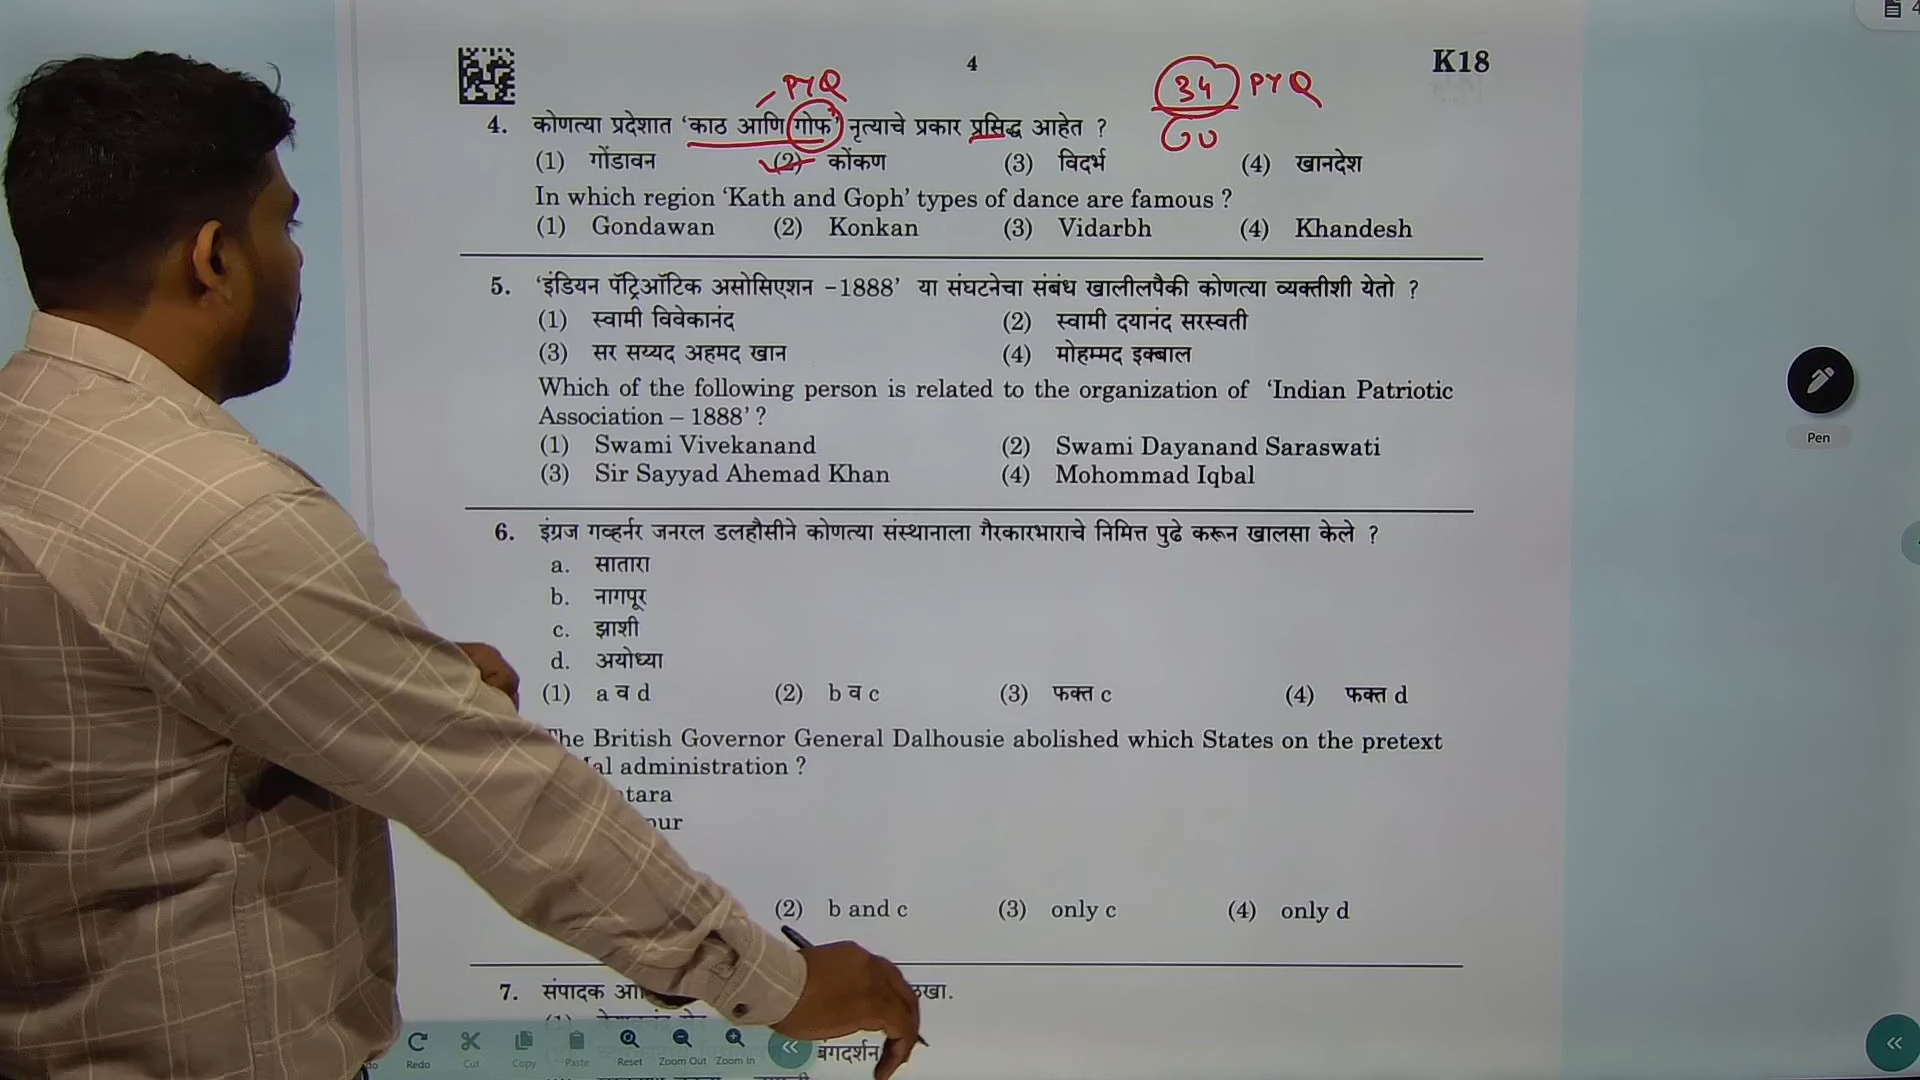 4
K18
PYQ
34 PYQ
4. कोणत्या प्रदेशात ‘काठ आणि गोफ’ नृत्याचे प्रकार प्रसिद्ध आहेत ?
(1) गोंडावन (2) कोंकण (3) विदर्भ (4) खानदेश
In which region ‘Kath and Goph’ types of dance are famous ?
(1) Gondawan (2) Konkan (3) Vidarbh (4) Khandesh
5. ‘इंडियन पॅट्रिऑटिक असोसिएशन -1888’ या संघटनेचा संबंध खालीलपैकी कोणत्या व्यक्तीशी येतो ?
(1) स्वामी विवेकानंद (2) स्वामी दयानंद सरस्वती
(3) सर सय्यद अहमद खान (4) मोहम्मद इक्बाल
Which of the following person is related to the organization of ‘Indian Patriotic
Association – 1888’ ?
(1) Swami Vivekanand (2) Swami Dayanand Saraswati
(3) Sir Sayyad Ahemad Khan (4) Mohommad Iqbal
6. इंग्रज गव्हर्नर जनरल डलहौसीने कोणत्या संस्थानाला गैरकारभाराचे निमित्त पुढे करून खालसा केले ?
a. सातारा
b. नागपूर
c. झाशी
d. अयोध्या
(1) a व d (2) b व c (3) फक्त c (4) फक्त d
The British Governor General Dalhousie abolished which States on the pretext
administration ?
(2) b and c (3) only c (4) only d
7. संपादक
Redo Cut Copy Paste Reset Zoom Out Zoom In
Pen